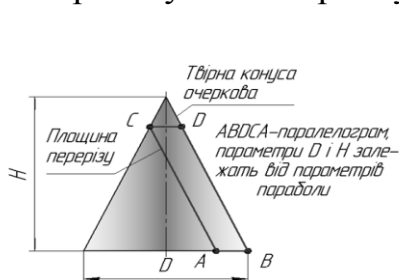 Твірна конуса
очеркова
C
D
Площина
перерізу
ABDCA–паралелограм,
параметри D і H зале–
жать від параметрів
параболи
H
D
A
B